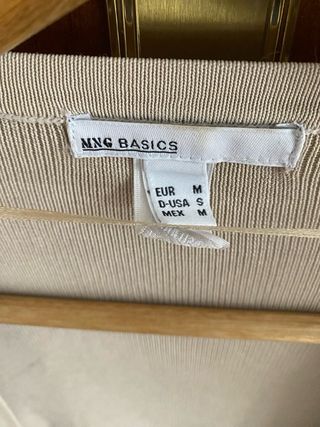 MNG BASICS
EUR M
D-USA S
MEX M